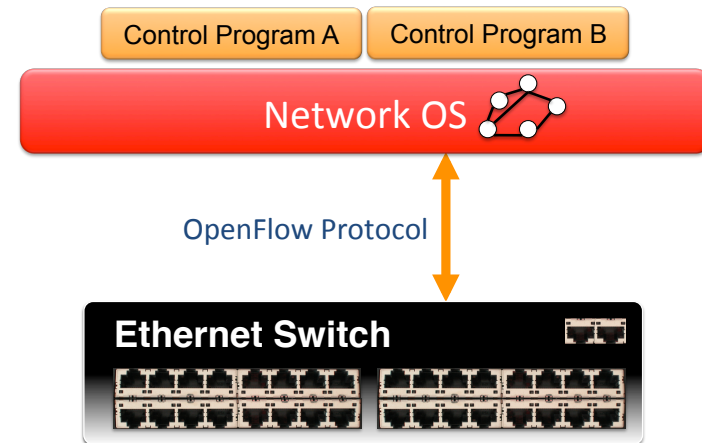 Control Program A
Control Program B
Network OS
OpenFlow Protocol
Ethernet Switch